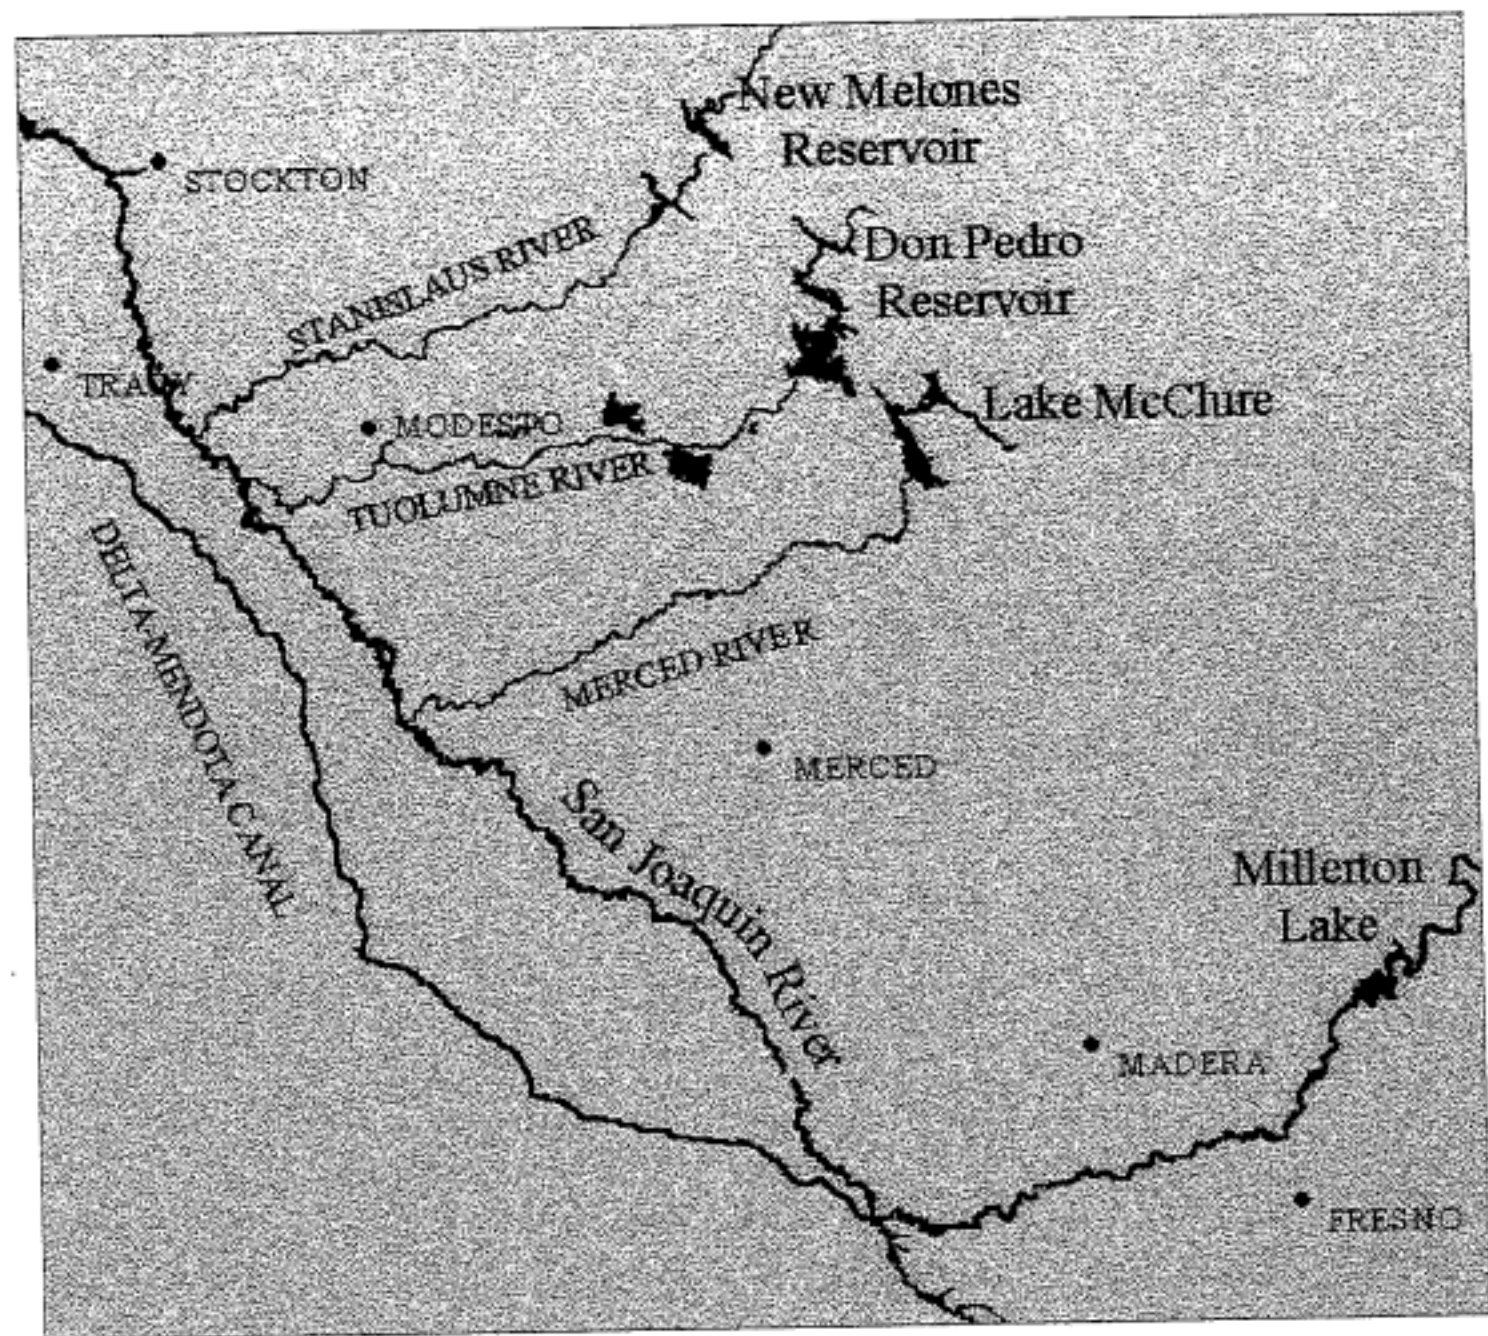 New Melones
Reservoir
STOCKTON
STANISLAUS RIVER
Don Pedro
Reservoir
TRACY
MODESTO
Lake McClure
TUOLUMNE RIVER
DELTA-MENDOTA CANAL
MERCED RIVER
MERCED
San Joaquin River
Millerton
Lake
MADERA
FRESNO